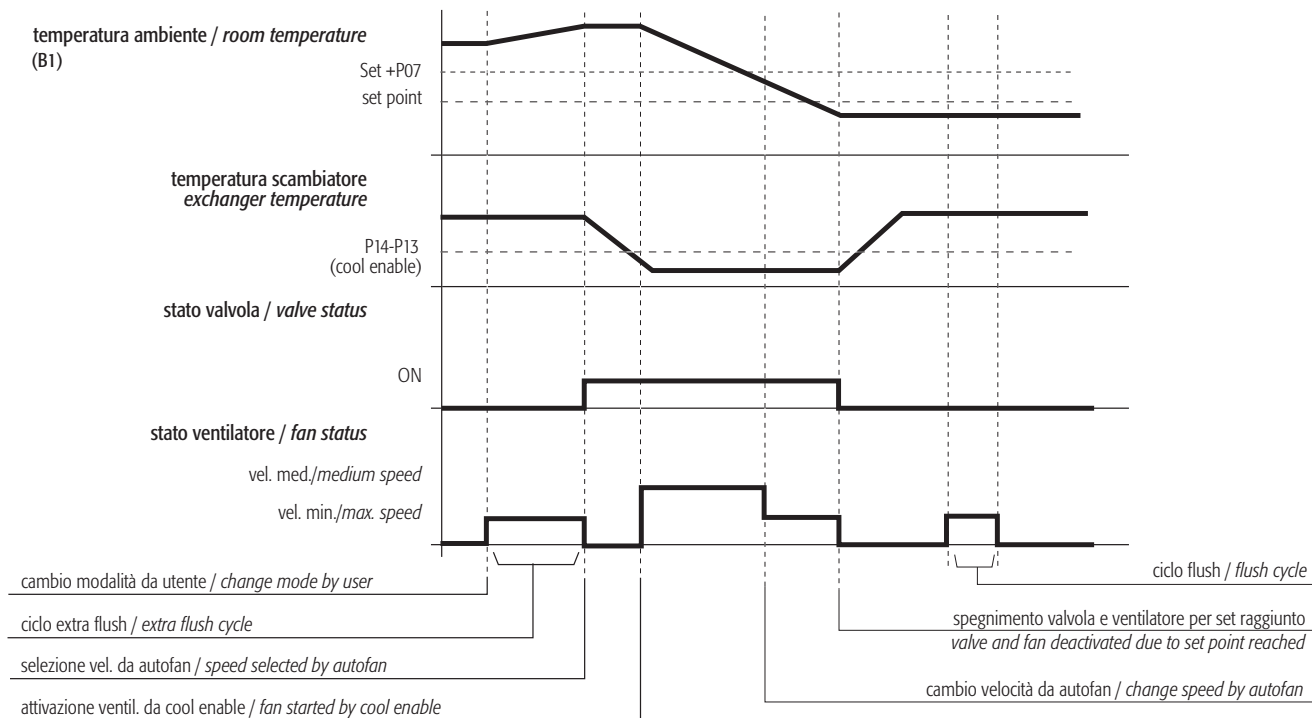 temperatura ambiente / room temperature
(B1)
Set +P07
set point
temperatura scambiatore
exchanger temperature
P14-P13
(cool enable)
stato valvola / valve status
ON
stato ventilatore / fan status
vel. med./medium speed
vel. min./max. speed
cambio modalità da utente / change mode by user
ciclo flush / flush cycle
ciclo extra flush / extra flush cycle
spegnimento valvola e ventilatore per set raggiunto
valve and fan deactivated due to set point reached
selezione vel. da autofan / speed selected by autofan
cambio velocità da autofan / change speed by autofan
attivazione ventil. da cool enable / fan started by cool enable